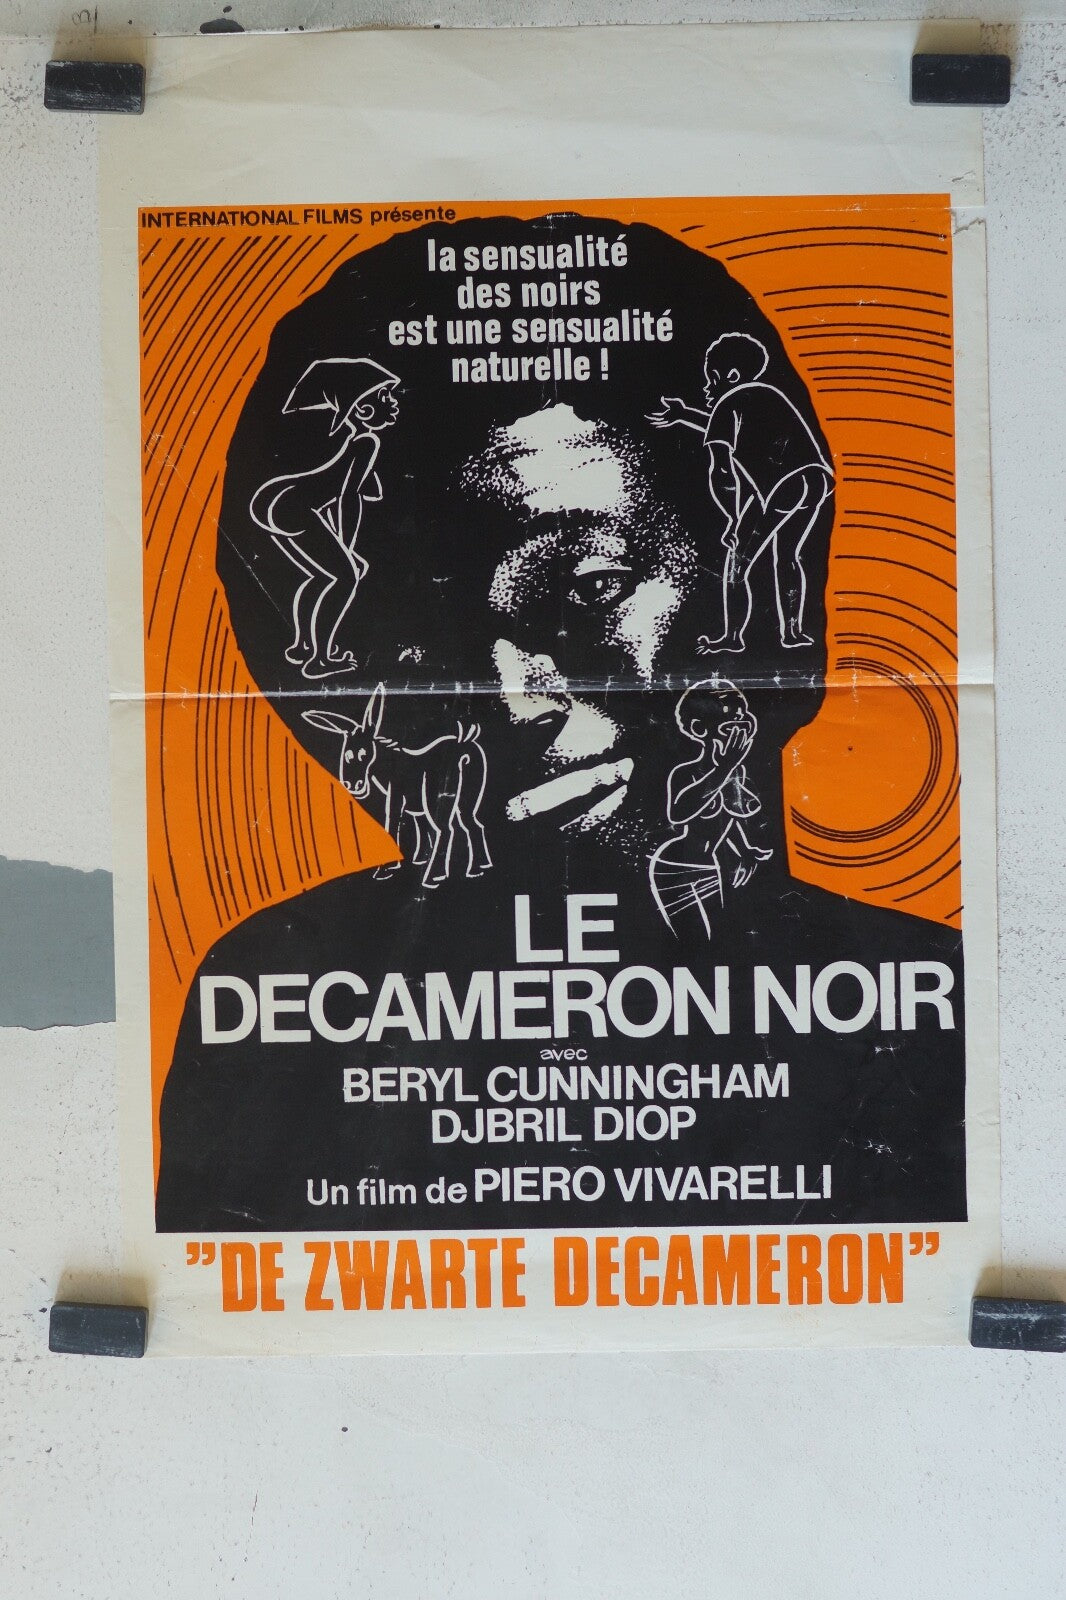 INTERNATIONAL FILMS présente
la sensualité
des noirs
est une sensualité
naturelle !
LE
DECAMERON NOIR
avec
BERYL CUNNINGHAM
DJBRIL DIOP
Un film de PIERO VIVARELLI
”DE ZWARTE DECAMERON”